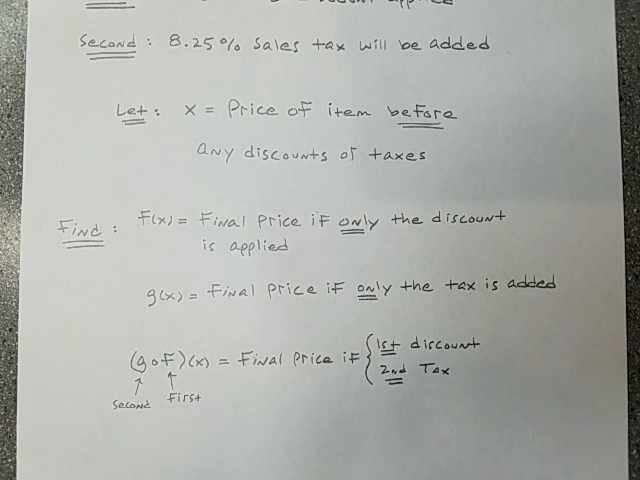 Second : 8.25% Sales tax will be added
Let : x = Price of item before
any discounts or taxes
Find : F(x) = Final Price if only the discount
is applied
g(x) = Final Price if only the tax is added
(g o F)(x) = Final Price if { 1st discount
2nd Tax
Second First